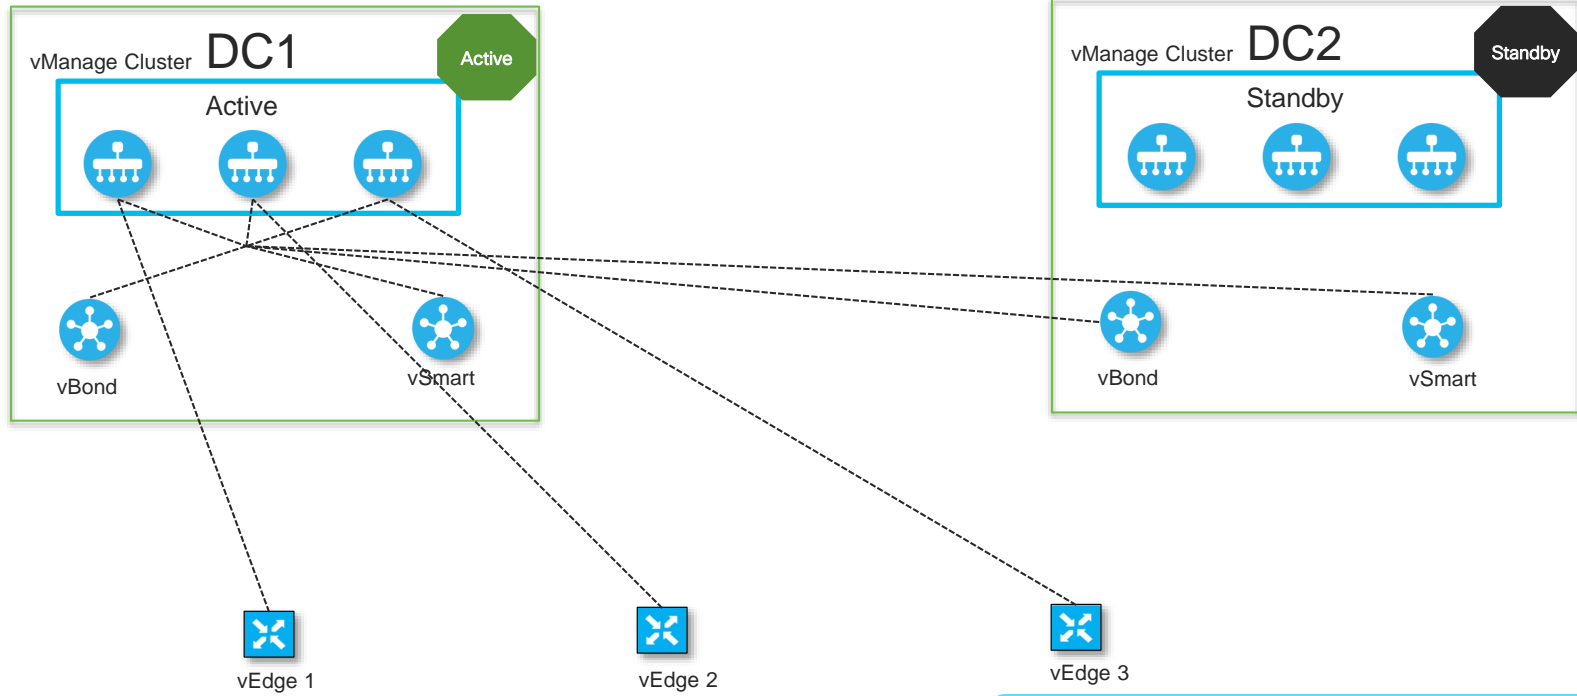 vManage Cluster DC1
Active
Active
vBond
vSmart
vManage Cluster DC2
Standby
Standby
vBond
vSmart
vEdge 1
vEdge 2
vEdge 3